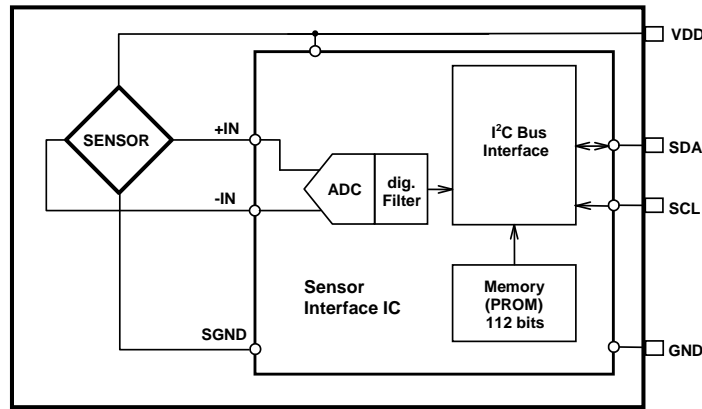 VDD
SENSOR
+IN
I²C Bus
Interface
SDA
ADC
dig.
Filter
-IN
SCL
Sensor
Interface IC
Memory
(PROM)
112 bits
SGND
GND